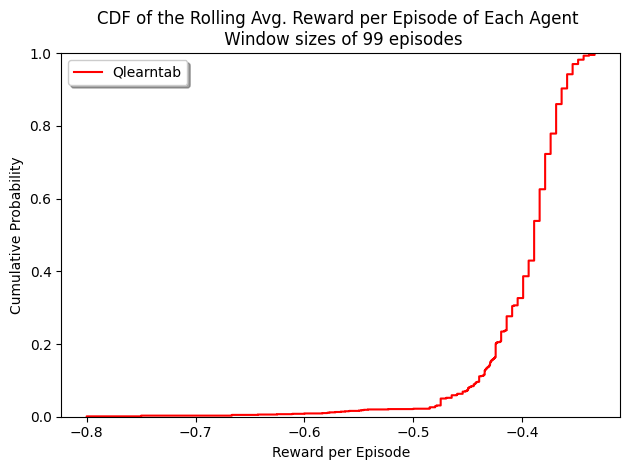 CDF of the Rolling Avg. Reward per Episode of Each Agent
Window sizes of 99 episodes
Qlearntab
Cumulative Probability
1.0
0.8
0.6
0.4
0.2
0.0
−0.8 −0.7 −0.6 −0.5 −0.4
Reward per Episode